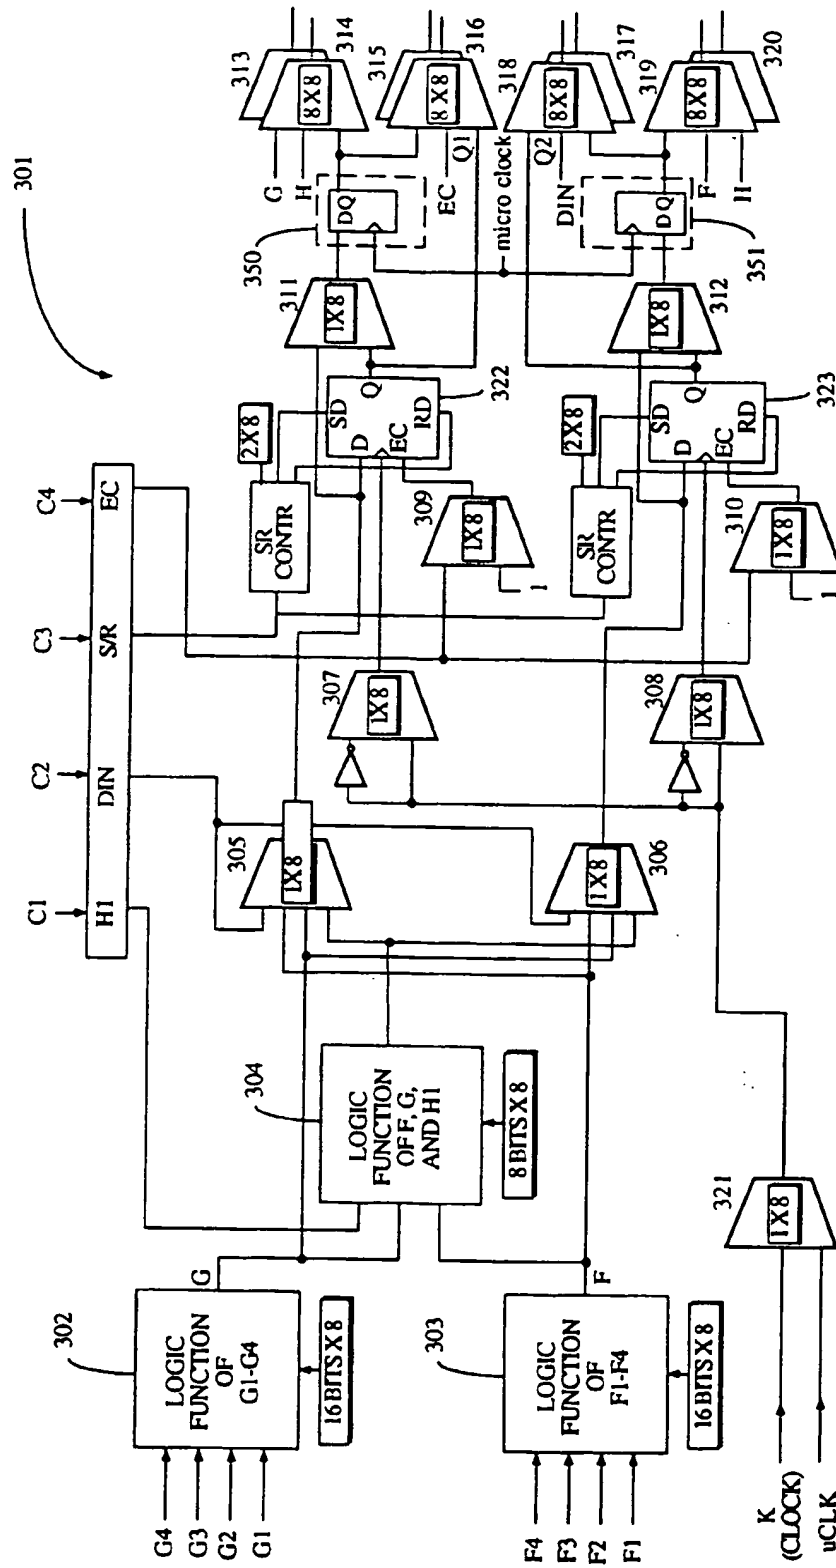 301
C1
C2
C3
C4
H1
DIN
S/R
EC
302
LOGIC
FUNCTION
OF
G1-G4
G4
G3
G2
G1
16 BITS X 8
G
304
LOGIC
FUNCTION
OF F, G,
AND H1
8 BITS X 8
303
LOGIC
FUNCTION
OF
F1-F4
F4
F3
F2
F1
16 BITS X 8
F
K
(CLOCK)
uCLK
321
1X8
305
1X8
306
1X8
307
1X8
308
1X8
SR
CONTR
2X8
309
1X8
1
SD
D
Q
EC
RD
322
SR
CONTR
2X8
310
1X8
1
SD
D
Q
EC
RD
323
311
1X8
312
1X8
350
DQ
micro clock
DQ
351
G
H
313
8X8
314
EC
Q1
315
8X8
316
Q2
DIN
318
8X8
317
F
H
319
8X8
320